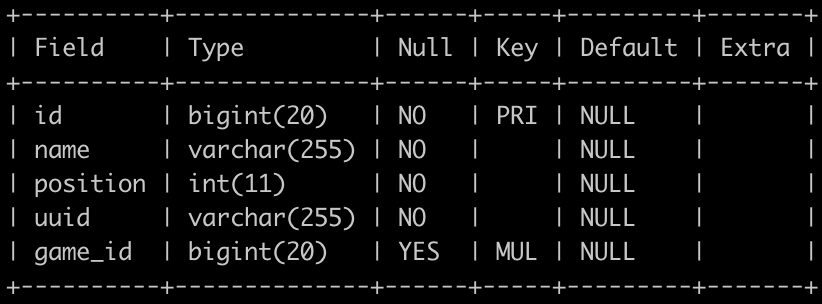 +----------+--------------+------+-----+---------+-------+
| Field    | Type         | Null | Key | Default | Extra |
+----------+--------------+------+-----+---------+-------+
| id       | bigint(20)   | NO   | PRI | NULL    |       |
| name     | varchar(255) | NO   |     | NULL    |       |
| position | int(11)      | NO   |     | NULL    |       |
| uuid     | varchar(255) | NO   |     | NULL    |       |
| game_id  | bigint(20)   | YES  | MUL | NULL    |       |
+----------+--------------+------+-----+---------+-------+